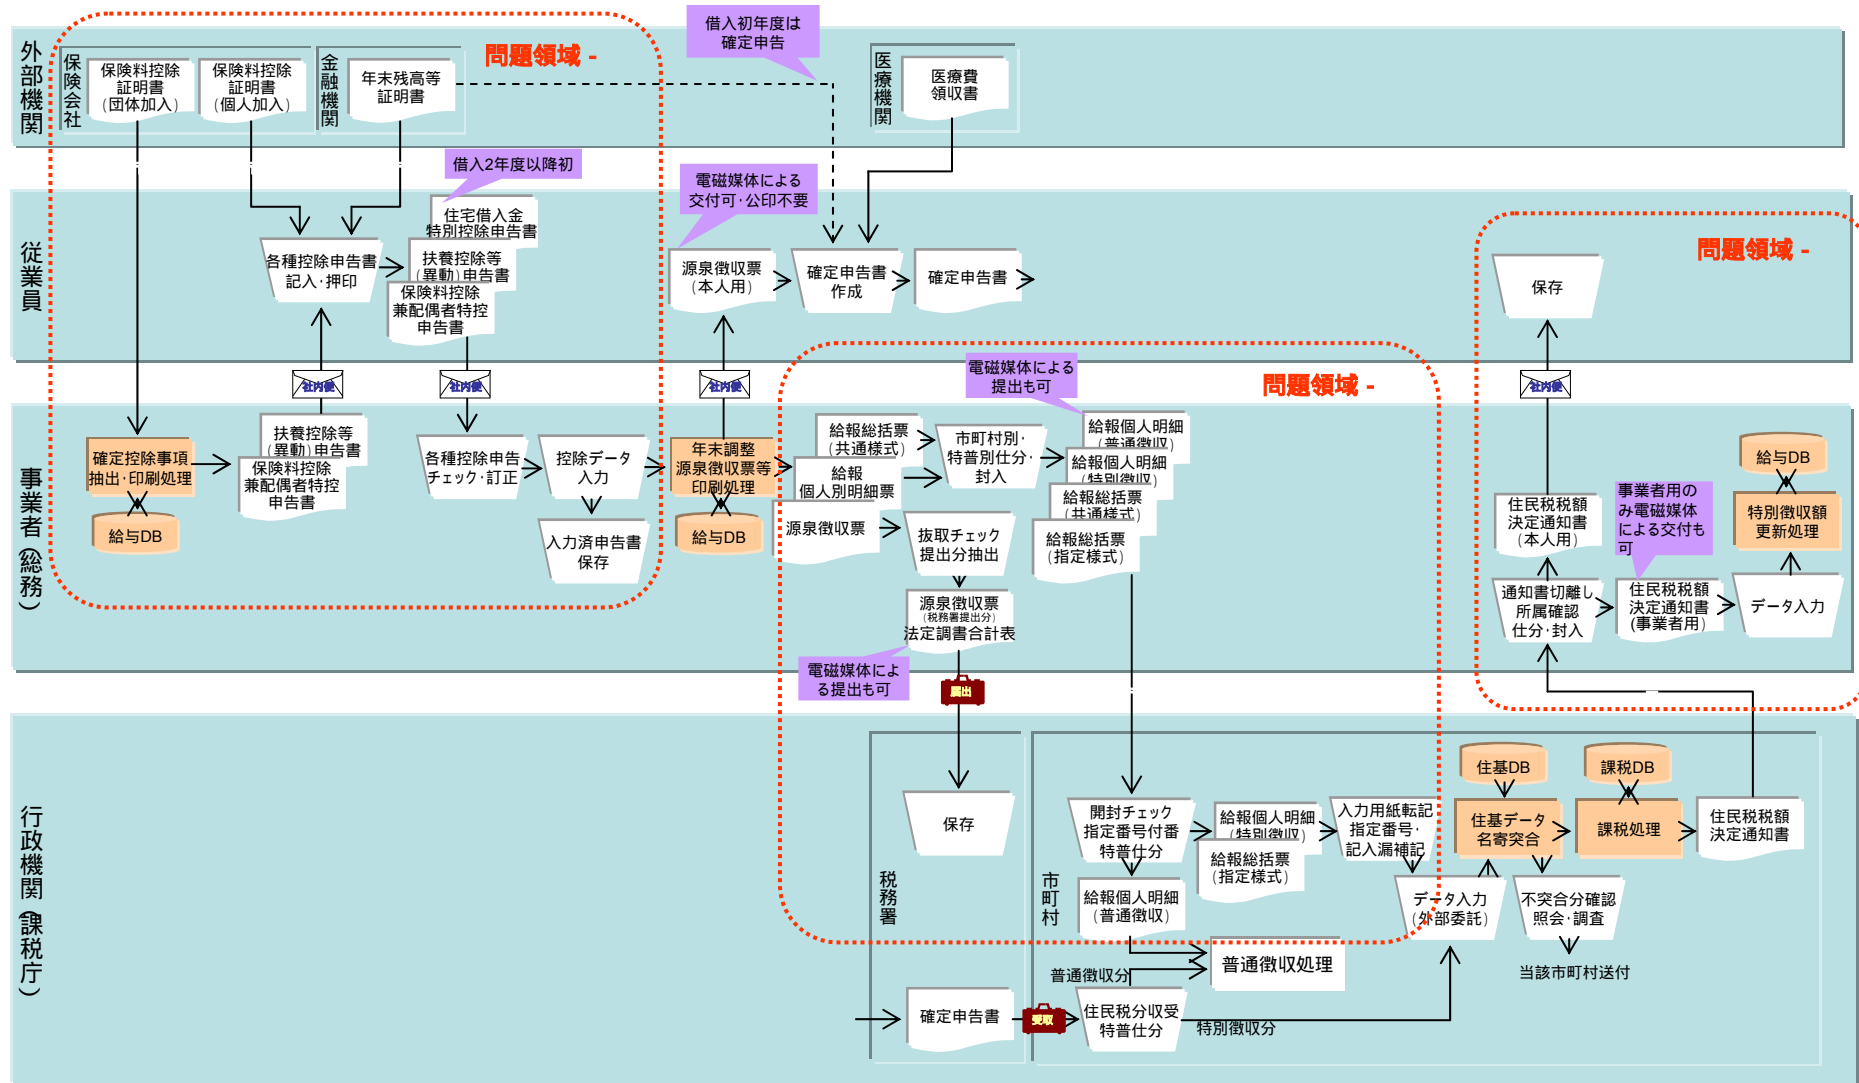 外部機関
保険会社
保険料控除
証明書
(団体加入)
保険料控除
証明書
(個人加入)
金融機関
年末残高等
証明書
問題領域 -
借入初年度は
確定申告
医療機関
医療費
領収書
従業員
借入2年度以降初
各種控除申告書
記入・押印
住宅借入金
特別控除申告書
扶養控除等
(異動)申告書
保険料控除
兼配偶者特控
申告書
電磁媒体による
交付可・公印不要
源泉徴収票
(本人用)
確定申告書
作成
確定申告書
問題領域 -
保存
社内便
社内便
社内便
社内便
事業者(総務)
確定控除事項
抽出・印刷処理
給与DB
扶養控除等
(異動)申告書
保険料控除
兼配偶者特控
申告書
各種控除申告
チェック・訂正
控除データ
入力
入力済申告書
保存
年末調整
源泉徴収票等
印刷処理
給与DB
問題領域 -
電磁媒体による
提出も可
給報総括票
(共通様式)
給報
個人別明細票
源泉徴収票
市町村別・
特普別仕分・
封入
抜取チェック
提出分抽出
源泉徴収票
(税務署提出分)
法定調書合計表
電磁媒体によ
る提出も可
給報個人明細
(普通徴収)
給報個人明細
(特別徴収)
給報総括票
(共通様式)
給報総括票
(指定様式)
届出
住民税税額
決定通知書
(本人用)
通知書切離し
所属確認
仕分・封入
事業者用の
み電磁媒体
による交付も
可
住民税税額
決定通知書
(事業者用)
給与DB
特別徴収額
更新処理
データ入力
行政機関(課税庁)
税務署
保存
確定申告書
受取
市町村
開封チェック
指定番号付番
特普仕分
給報個人明細
(特別徴収)
給報総括票
(指定様式)
入力用紙転記
指定番号・
記入漏補記
給報個人明細
(普通徴収)
普通徴収処理
普通徴収分
住民税分収受
特普仕分
特別徴収分
データ入力
(外部委託)
住基DB
住基データ
名寄突合
不突合分確認
照会・調査
当該市町村送付
課税DB
課税処理
住民税税額
決定通知書